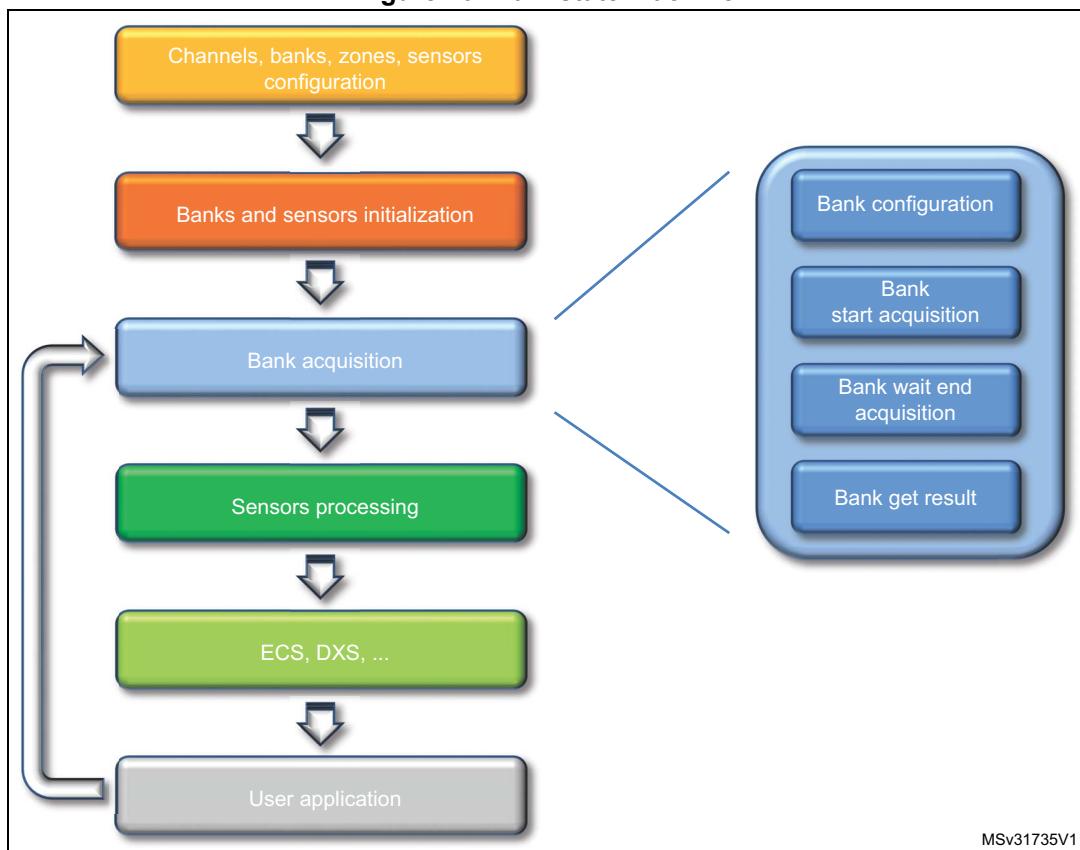 Channels, banks, zones, sensors
configuration
Banks and sensors initialization
Bank acquisition
Sensors processing
ECS, DXS, ...
User application
Bank configuration
Bank
start acquisition
Bank wait end
acquisition
Bank get result
MSv31735V1